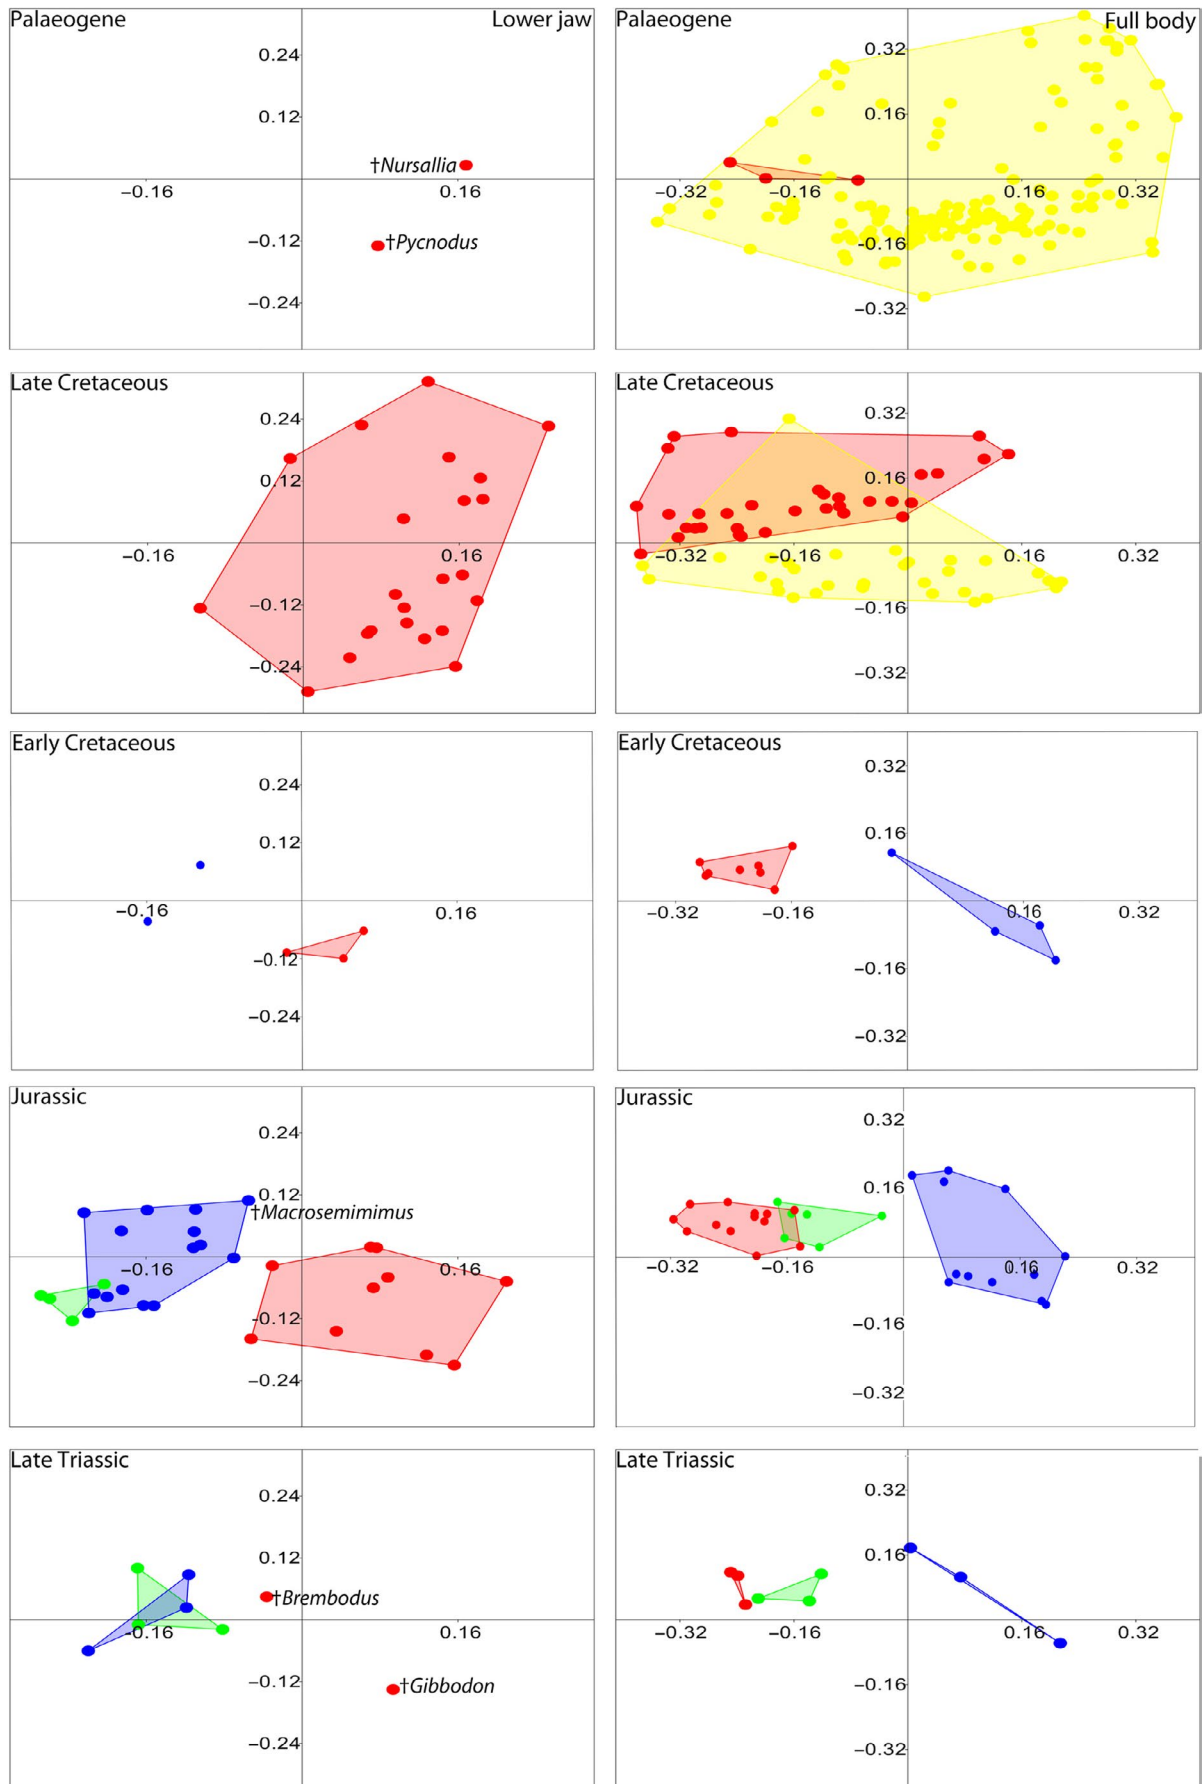 Palaeogene Lower jaw
0.24
0.12
†Nursallia
−0.16 0.16
−0.12 †Pycnodus
−0.24
Palaeogene Full body
0.32
0.16
−0.32 −0.16 0.16 0.32
−0.16
−0.32
Late Cretaceous
0.24
0.12
−0.16 0.16
−0.12
−0.24
Late Cretaceous
0.32
0.16
−0.32 −0.16 0.16 0.32
−0.16
−0.32
Early Cretaceous
0.24
0.12
−0.16 0.16
−0.12
−0.24
Early Cretaceous
0.32
0.16
−0.32 −0.16 0.16 0.32
−0.16
−0.32
Jurassic
0.24
0.12
†Macrosemimimus
−0.16 0.16
−0.12
−0.24
Jurassic
0.32
0.16
−0.32 −0.16 0.16 0.32
−0.16
−0.32
Late Triassic
0.24
0.12
†Brembodus
−0.16 0.16
−0.12 †Gibbodon
−0.24
Late Triassic
0.32
0.16
−0.32 −0.16 0.16 0.32
−0.16
−0.32